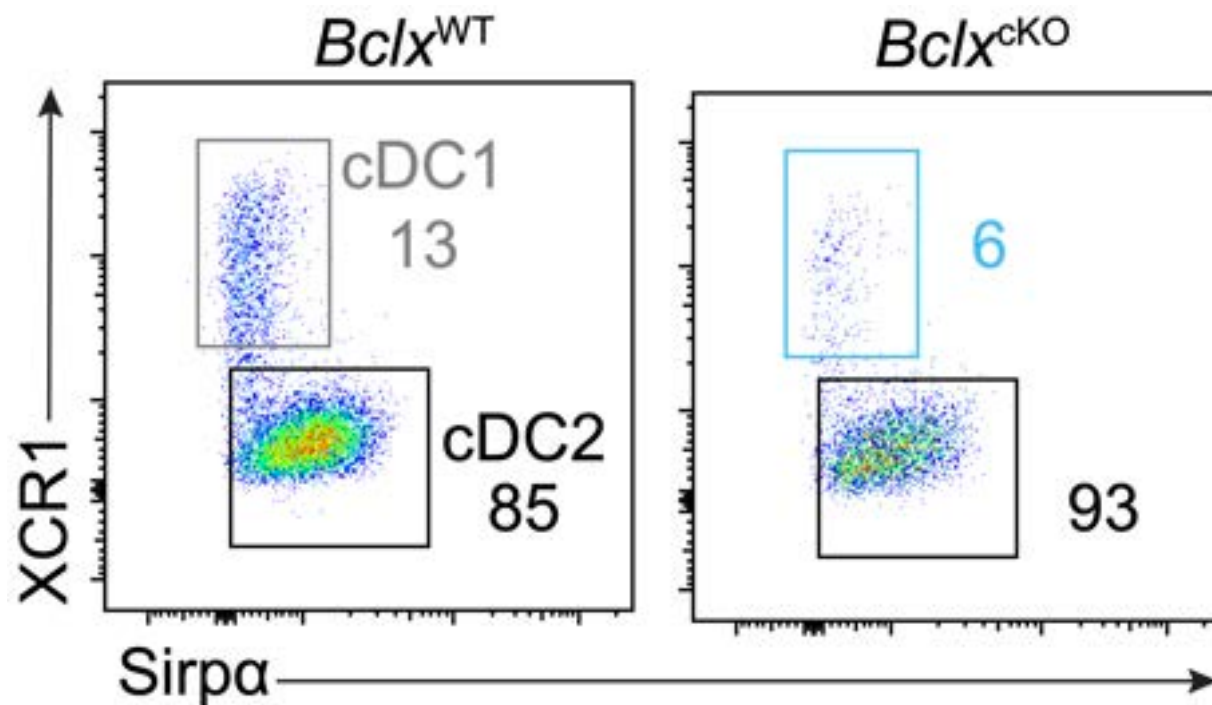 Bclx^WT
Bclx^cKO
cDC1
13
6
cDC2
85
93
XCR1
Sirpα